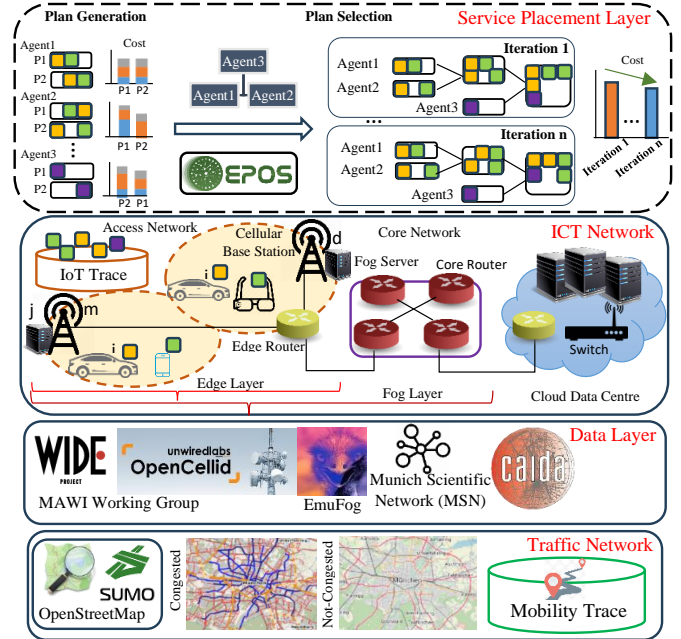 Plan Generation
Plan Selection
Service Placement Layer
Agent1
P1
P2
Cost
P1 P2
Agent2
P1
P2
P1 P2
Agent3
P1
P2
P2 P1
Agent3
Agent1
Agent2
EPOS
Iteration 1
Agent1
Agent2
Agent3
...
Iteration n
Agent1
Agent2
Agent3
Cost
...
Iteration 1
Iteration n
Access Network
Cellular
Base Station
Core Network
ICT Network
IoT Trace
d
Fog Server
Core Router
i
j
m
i
Edge Router
Switch
Edge Layer
Fog Layer
Cloud Data Centre
Data Layer
WIDE
PROJECT
MAWI Working Group
unwiredlabs
OpenCellid
EmuFog
Munich Scientific
Network (MSN)
caida
Traffic Network
OpenStreetMap
SUMO
Congested
Not-Congested
Mobility Trace